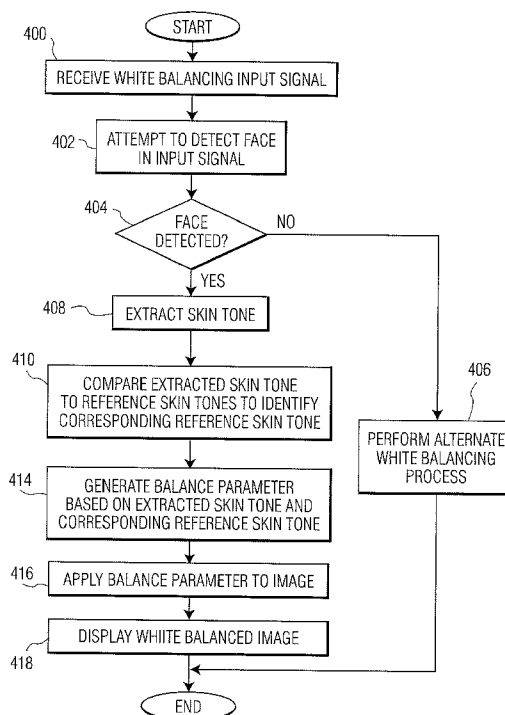 START
400
RECEIVE WHITE BALANCING INPUT SIGNAL
402
ATTEMPT TO DETECT FACE
IN INPUT SIGNAL
404
FACE
DETECTED?
NO
YES
408
EXTRACT SKIN TONE
410
COMPARE EXTRACTED SKIN TONE
TO REFERENCE SKIN TONES TO IDENTIFY
CORRESPONDING REFERENCE SKIN TONE
406
PERFORM ALTERNATE
WHITE BALANCING
PROCESS
414
GENERATE BALANCE PARAMETER
BASED ON EXTRACTED SKIN TONE AND
CORRESPONDING REFERENCE SKIN TONE
416
APPLY BALANCE PARAMETER TO IMAGE
418
DISPLAY WHITE BALANCED IMAGE
END